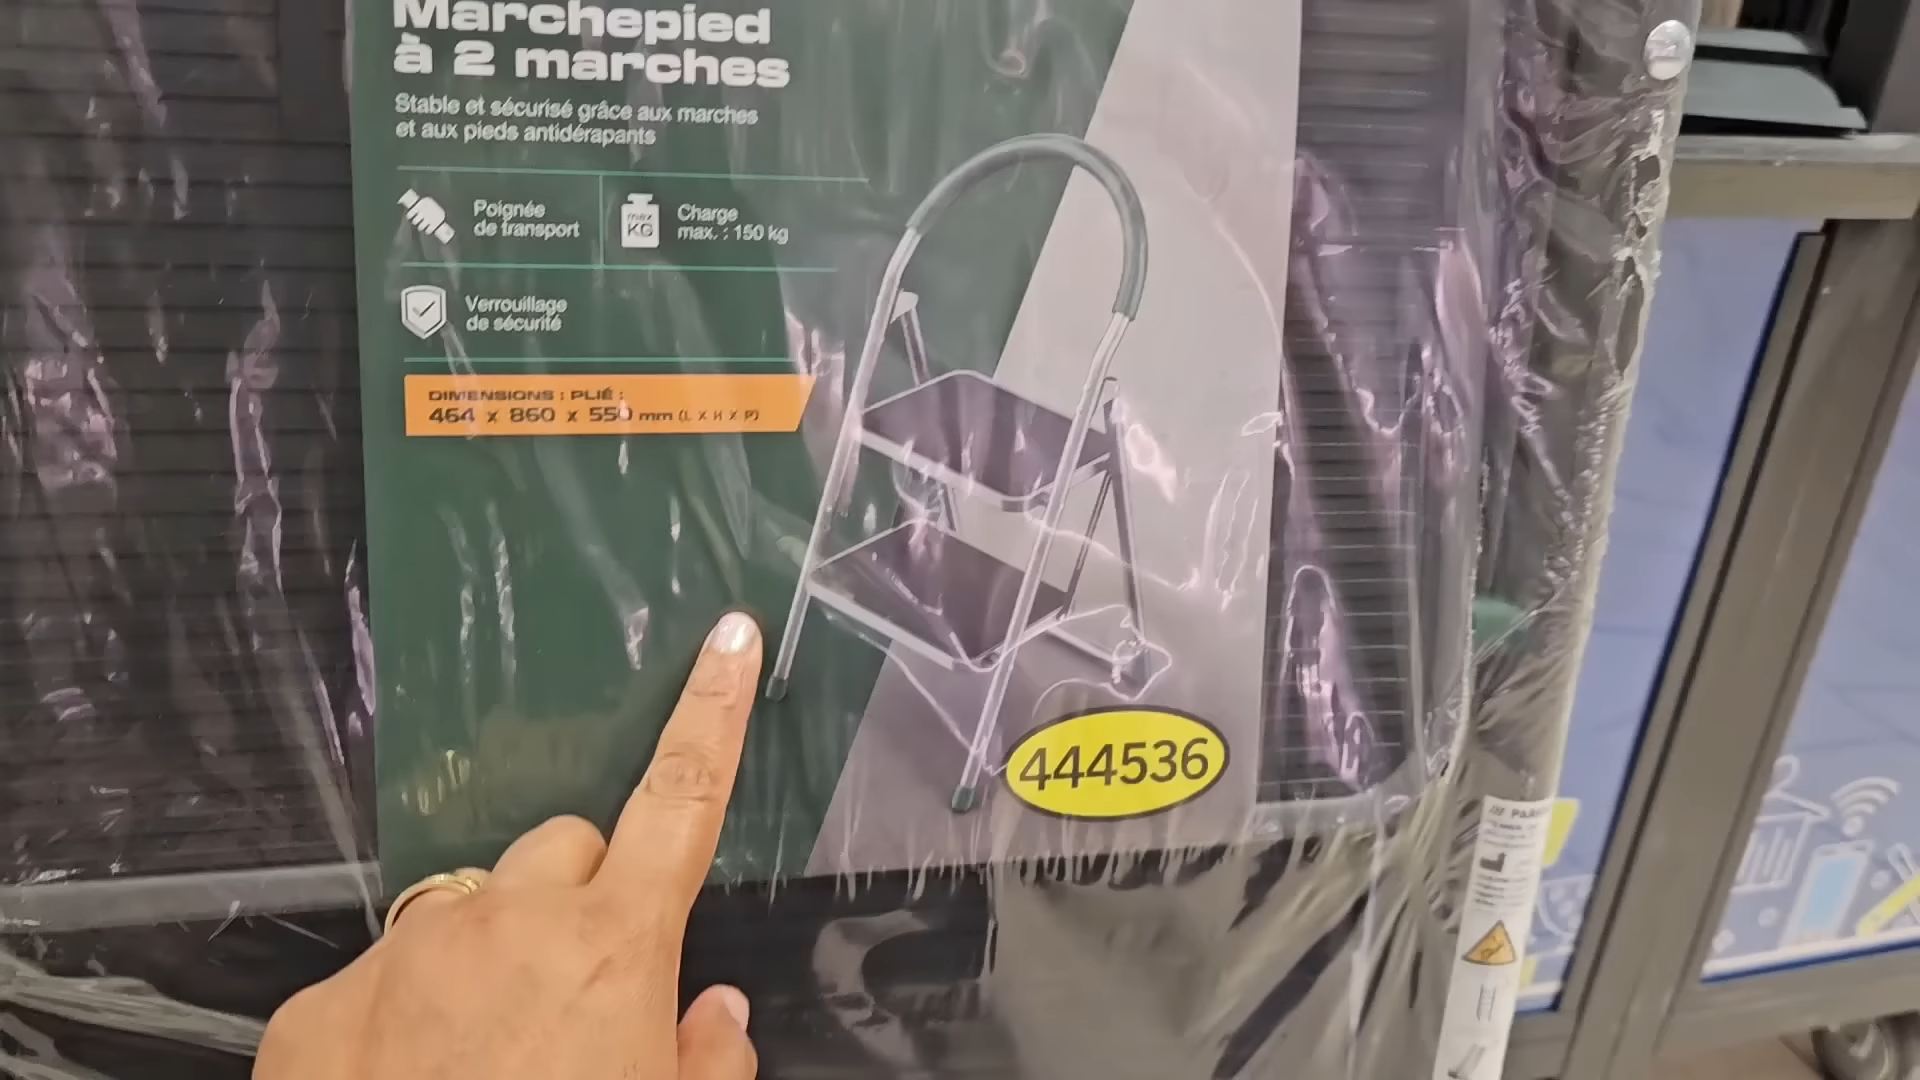 Marchepied
à 2 marches
Stable et sécurisé grâce aux marches
et aux pieds antidérapants
Poignée
de transport
max
KG
Charge
max. : 150 kg
Verrouillage
de sécurité
DIMENSIONS : PLIÉ :
464 x 860 x 550 mm (L X H X P)
444536